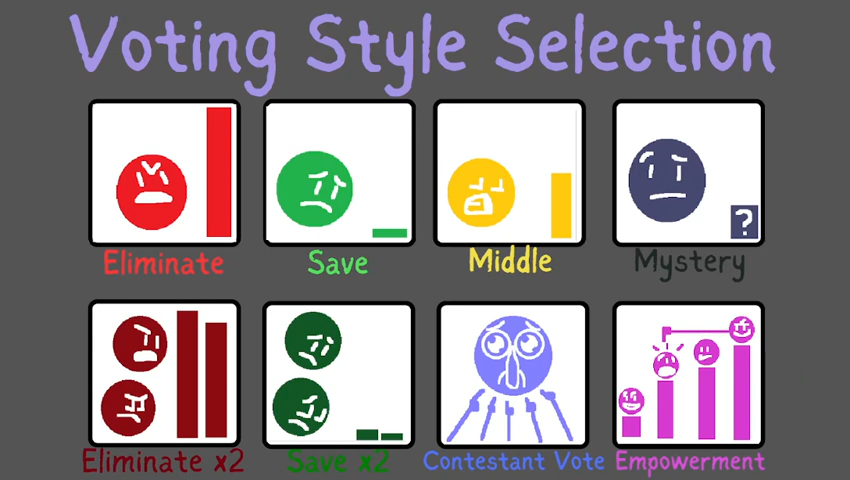 Voting Style Selection
Eliminate
Save
Middle
?
Mystery
Eliminate x2
Save x2
Contestant Vote
Empowerment